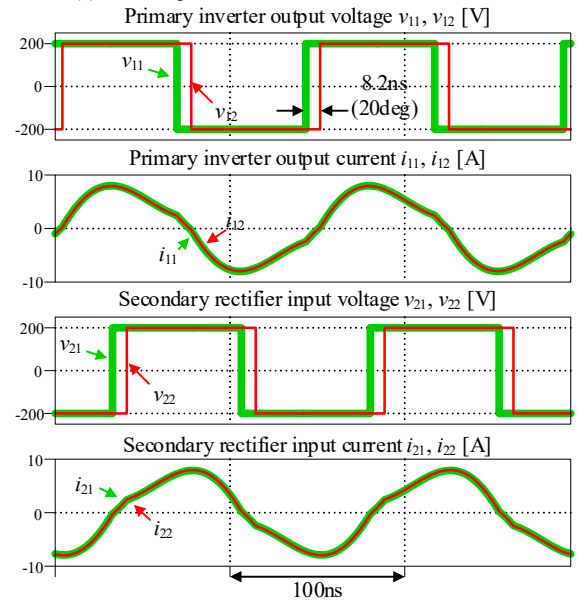 Primary inverter output voltage v11, v12 [V]
200
0
-200
v11
v12
8.2ns
(20deg)
Primary inverter output current i11, i12 [A]
10
0
-10
i11
i12
Secondary rectifier input voltage v21, v22 [V]
200
0
-200
v21
v22
Secondary rectifier input current i21, i22 [A]
10
0
-10
i21
i22
100ns